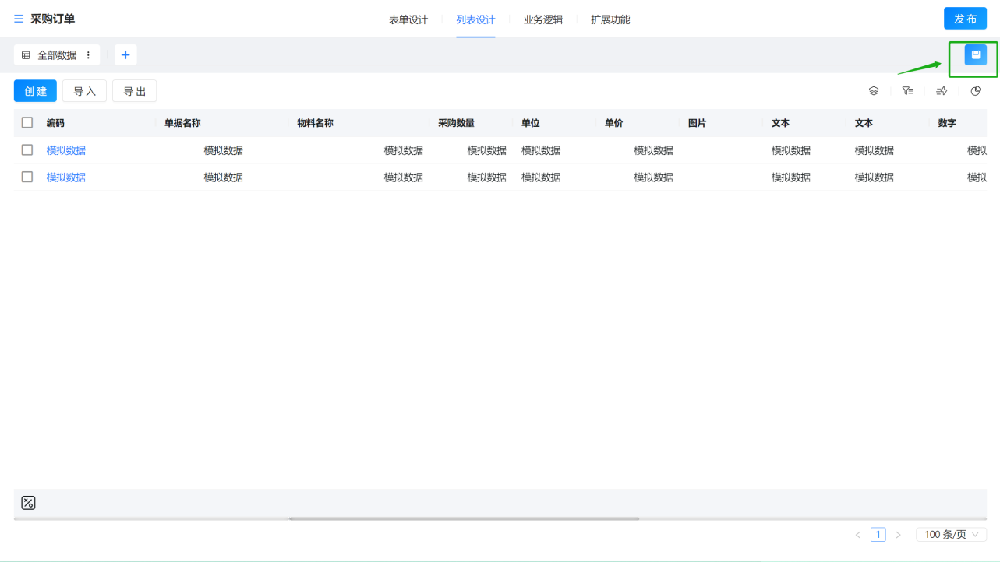 采购订单 表单设计 列表设计 业务逻辑 扩展功能 发布
全部数据
创建 导入 导出
编码 单据名称 物料名称 采购数量 单位 单价 图片 文本 文本 数字
模拟数据 模拟数据 模拟数据 模拟数据 模拟数据 模拟数据 模拟数据 模拟数据 模拟
模拟数据 模拟数据 模拟数据 模拟数据 模拟数据 模拟数据 模拟数据 模拟数据 模拟
1 100 条/页